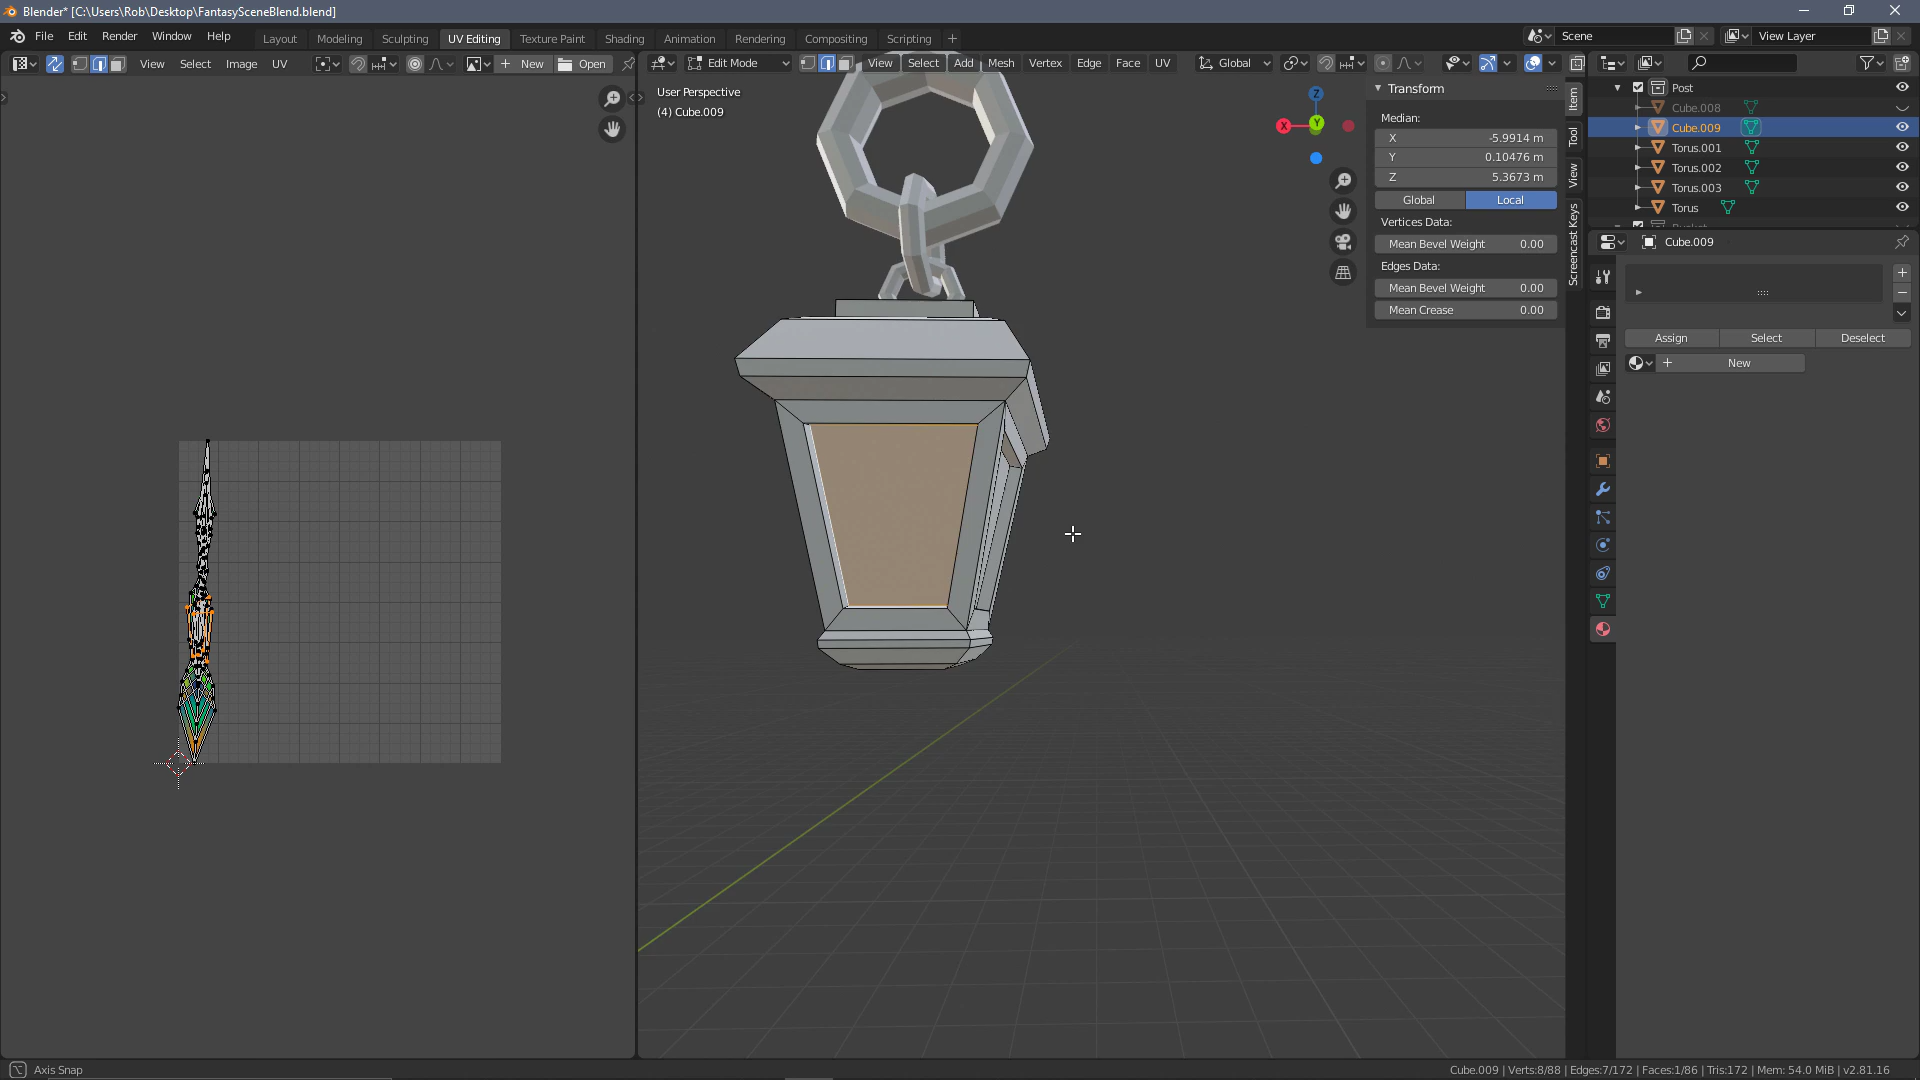 Blender* [C:\Users\Rob\Desktop\FantasySceneBlend.blend]
File Edit Render Window Help Layout Modeling Sculpting UV Editing Texture Paint Shading Animation Rendering Compositing Scripting Scene View Layer
View Select Image UV New Open Edit Mode View Select Add Mesh Vertex Edge Face UV Global
User Perspective
(4) Cube.009
Z
X
Y
Transform
Median:
X -5.9914 m
Y 0.10476 m
Z 5.3673 m
Global Local
Vertices Data:
Mean Bevel Weight 0.00
Edges Data:
Mean Bevel Weight 0.00
Mean Crease 0.00
Item
Tool
View
Screencast Keys
Post
Cube.008
Cube.009
Torus.001
Torus.002
Torus.003
Torus
Cube.009
Assign Select Deselect
New
Axis Snap
Cube.009 | Verts:8/88 | Edges:7/172 | Faces:1/86 | Tris:172 | Mem: 54.0 MiB | v2.81.16